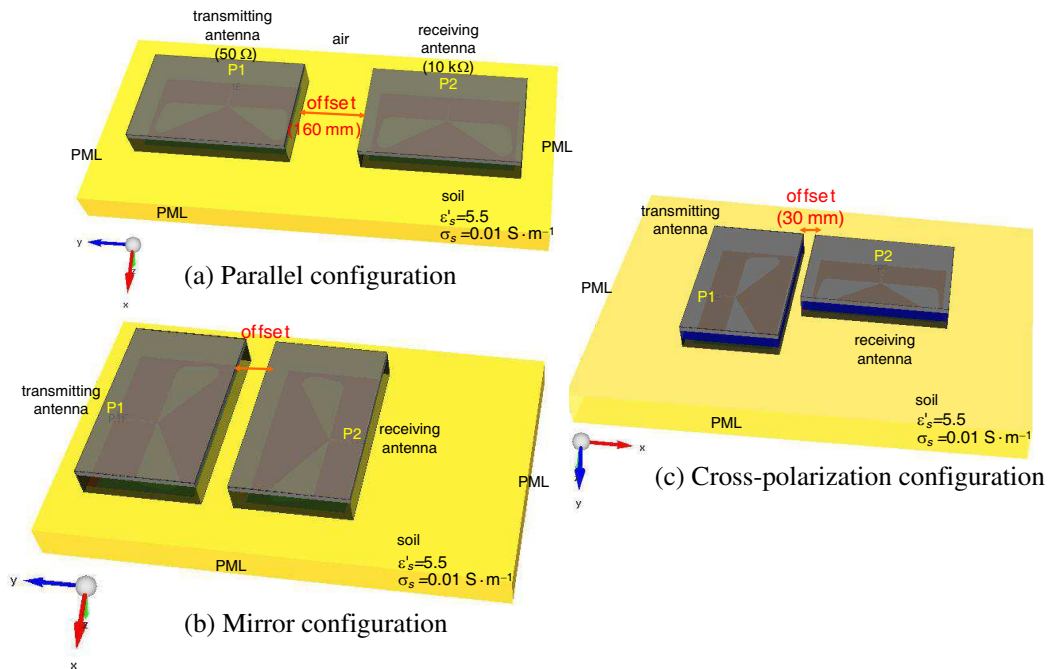 transmitting
antenna
(50 Ω)
P1
air
receiving
antenna
(10 kΩ)
P2
offset
(160 mm)
PML
PML
PML
soil
ε's=5.5
σs =0.01 S·m⁻¹
y
z
x
(a) Parallel configuration
offset
transmitting
antenna
P1
P2
receiving
antenna
PML
PML
soil
ε's=5.5
σs =0.01 S·m⁻¹
y
z
x
(b) Mirror configuration
offset
(30 mm)
transmitting
antenna
P1
P2
PML
receiving
antenna
PML
soil
ε's=5.5
σs =0.01 S·m⁻¹
x
y
(c) Cross-polarization configuration